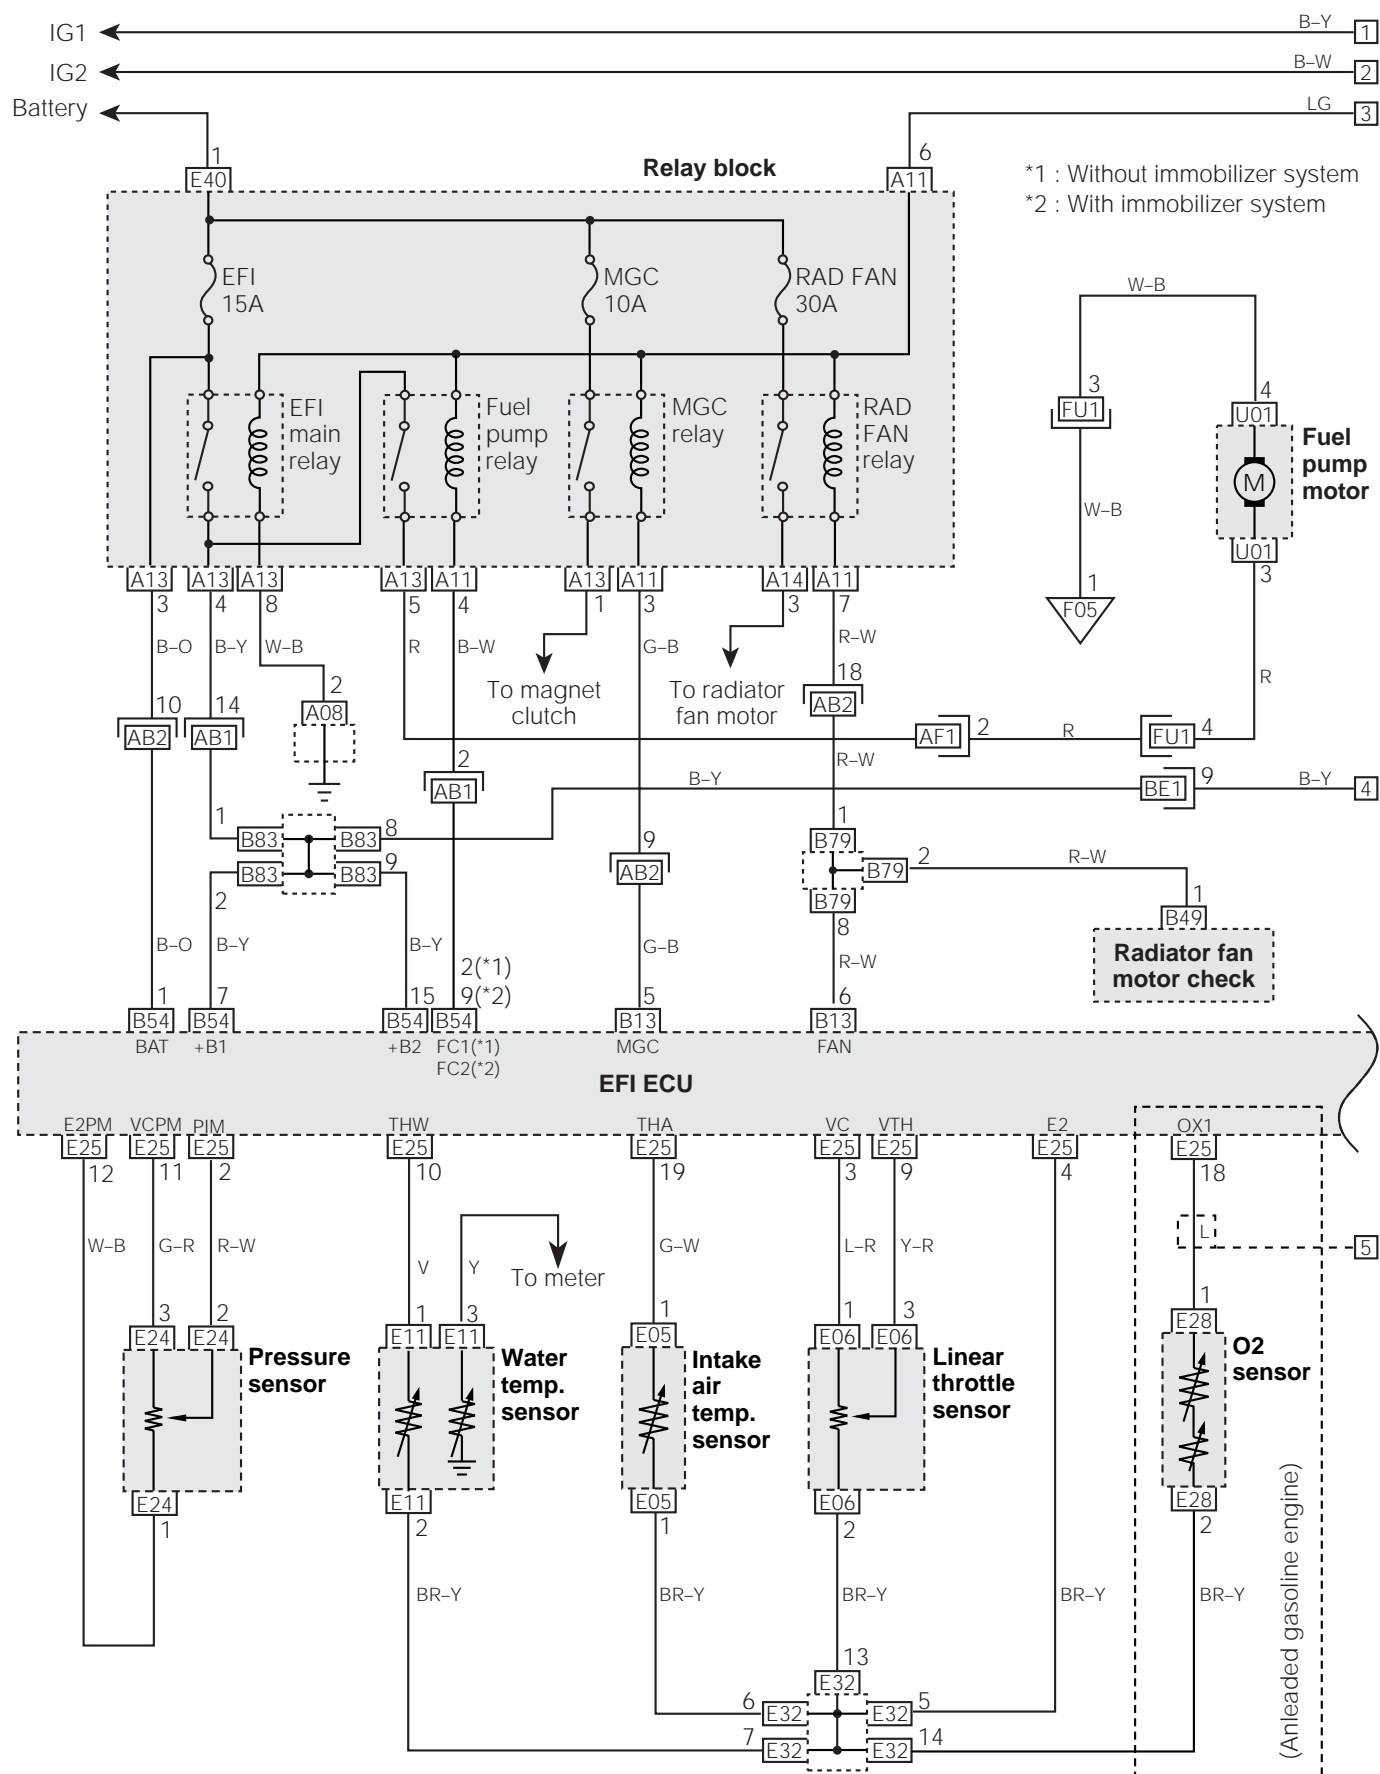 IG1
B–Y
1
IG2
B–W
2
Battery
LG
3
1
E40
Relay block
6
A11
*1 : Without immobilizer system
*2 : With immobilizer system
EFI
15A
MGC
10A
RAD FAN
30A
W–B
EFI
main
relay
Fuel
pump
relay
MGC
relay
RAD
FAN
relay
3
FU1
4
U01
Fuel
pump
motor
M
W–B
U01
3
1
F05
A13
3
A13
4
A13
8
A13
5
A11
4
A13
1
A11
3
A14
3
A11
7
B–O
B–Y
W–B
R
B–W
G–B
R–W
R
2
A08
To magnet
clutch
To radiator
fan motor
18
AB2
10
AB2
14
AB1
AF1
2
R
FU1
4
R–W
2
AB1
B–Y
BE1
9
B–Y
4
1
B83
B83
8
B83
2
B83
9
9
AB2
1
B79
B79
2
R–W
B79
8
1
B49
Radiator fan
motor check
B–O
B–Y
B–Y
G–B
R–W
2(*1)
9(*2)
1
B54
7
B54
15
B54
B54
5
B13
6
B13
BAT
+B1
+B2
FC1(*1)
FC2(*2)
MGC
FAN
EFI ECU
E2PM
VCPM
PIM
THW
THA
VC
VTH
E2
OX1
E25
E25
E25
E25
E25
E25
E25
E25
E25
12
11
2
10
19
3
9
4
18
W–B
G–R
R–W
V
Y
To meter
G–W
L–R
Y–R
L
5
3
E24
2
E24
1
E11
3
E11
1
E05
1
E06
3
E06
1
E28
Pressure
sensor
Water
temp.
sensor
Intake
air
temp.
sensor
Linear
throttle
sensor
O2
sensor
E24
1
E11
2
E05
1
E06
2
E28
2
(Anleaded gasoline engine)
BR–Y
BR–Y
BR–Y
BR–Y
BR–Y
13
E32
6
E32
E32
5
7
E32
E32
14